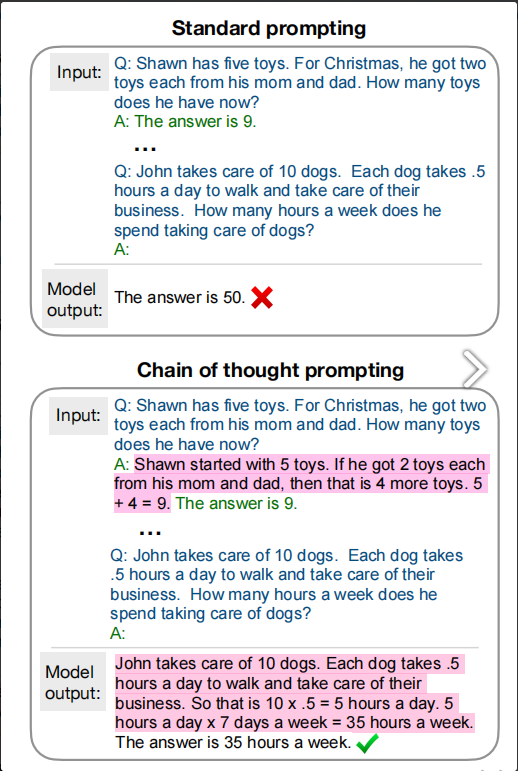 Standard prompting
Input:
Q: Shawn has five toys. For Christmas, he got two
toys each from his mom and dad. How many toys
does he have now?
A: The answer is 9.
...
Q: John takes care of 10 dogs.  Each dog takes .5
hours a day to walk and take care of their
business.  How many hours a week does he
spend taking care of dogs?
A:
Model
output:
The answer is 50.
Chain of thought prompting
Input:
Q: Shawn has five toys. For Christmas, he got two
toys each from his mom and dad. How many toys
does he have now?
A: Shawn started with 5 toys. If he got 2 toys each
from his mom and dad, then that is 4 more toys. 5
+ 4 = 9. The answer is 9.
...
Q: John takes care of 10 dogs.  Each dog takes
.5 hours a day to walk and take care of their
business.  How many hours a week does he
spend taking care of dogs?
A:
Model
output:
John takes care of 10 dogs. Each dog takes .5
hours a day to walk and take care of their
business. So that is 10 x .5 = 5 hours a day. 5
hours a day x 7 days a week = 35 hours a week.
The answer is 35 hours a week.